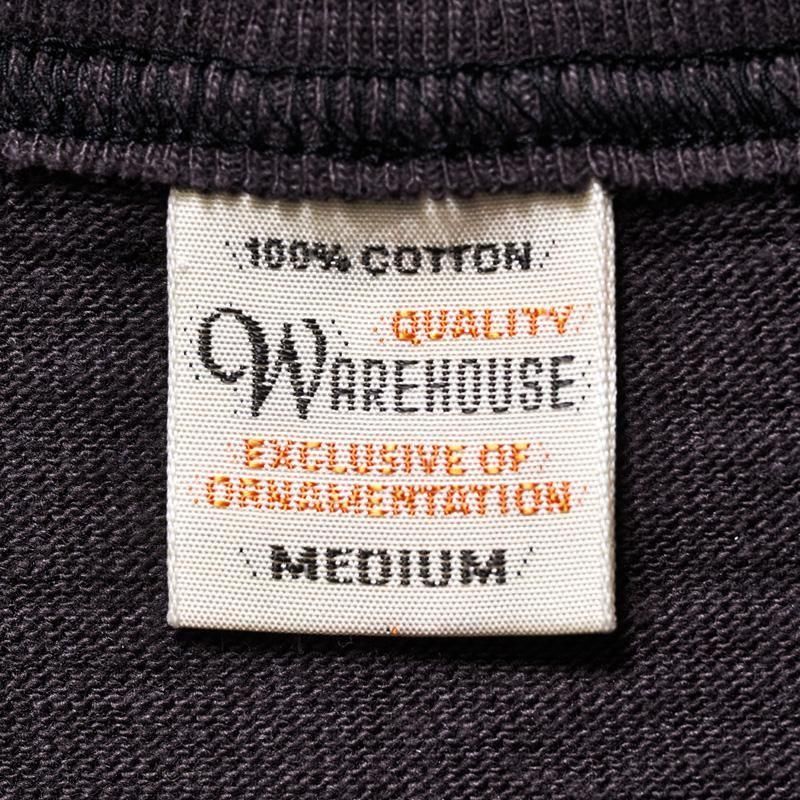 100% COTTON
QUALITY
WAREHOUSE
EXCLUSIVE OF
ORNAMENTATION
MEDIUM